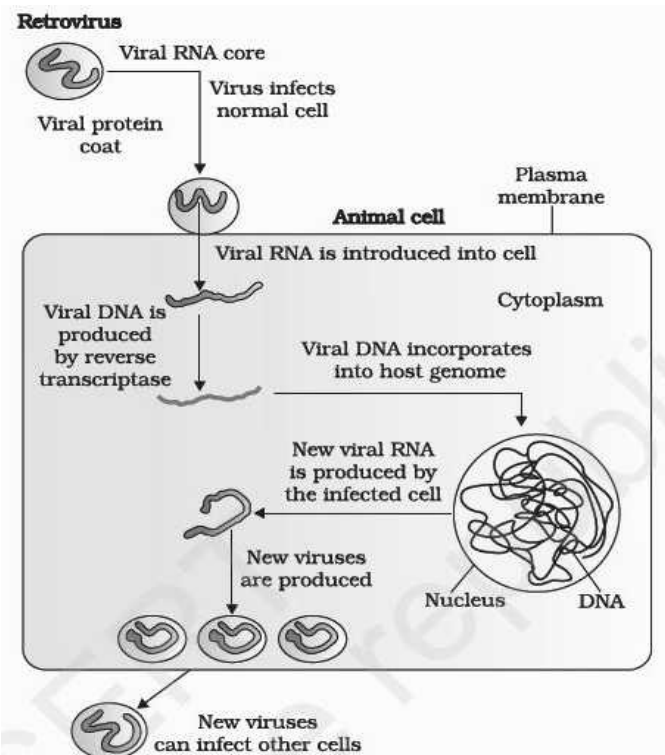 Retrovirus
Viral RNA core
Virus infects
normal cell
Viral protein
coat
Plasma
membrane
Animal cell
Viral RNA is introduced into cell
Viral DNA is
produced
by reverse
transcriptase
Cytoplasm
Viral DNA incorporates
into host genome
New viral RNA
is produced by
the infected cell
New viruses
are produced
Nucleus
DNA
New viruses
can infect other cells